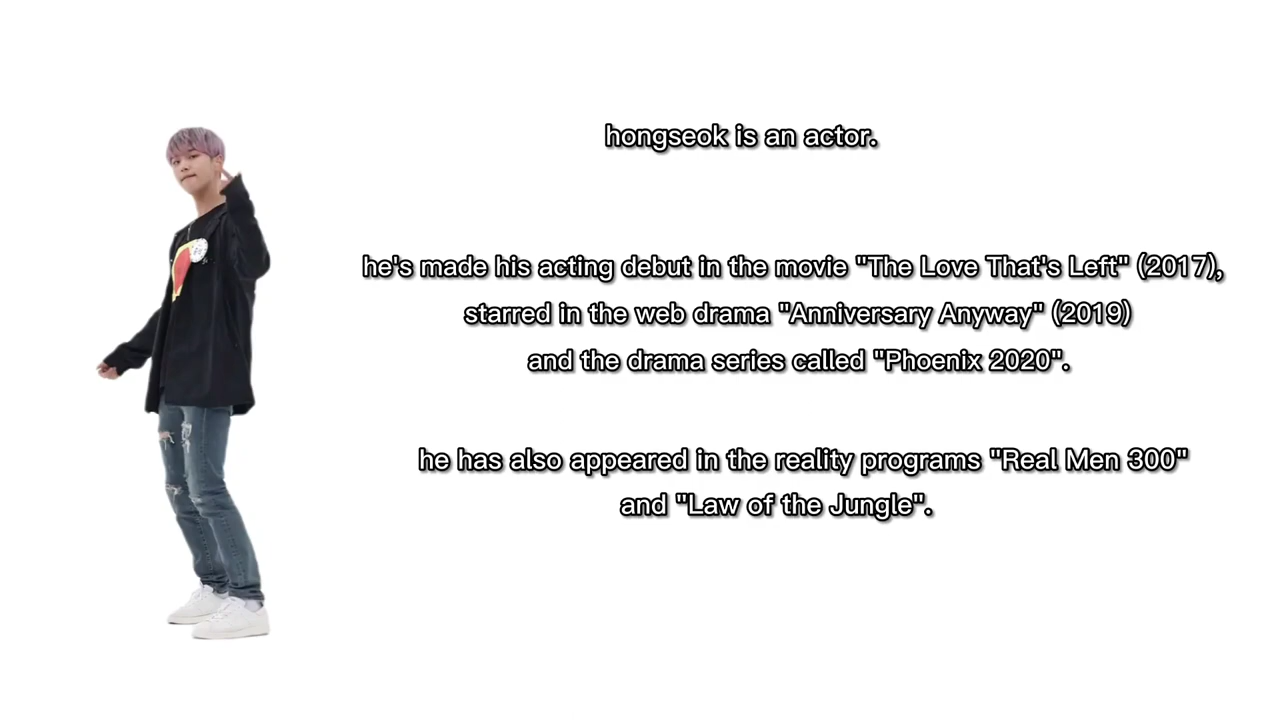 hongseok is an actor.
he's made his acting debut in the movie "The Love That's Left" (2017),
starred in the web drama "Anniversary Anyway" (2019)
and the drama series called "Phoenix 2020".
he has also appeared in the reality programs "Real Men 300"
and "Law of the Jungle".